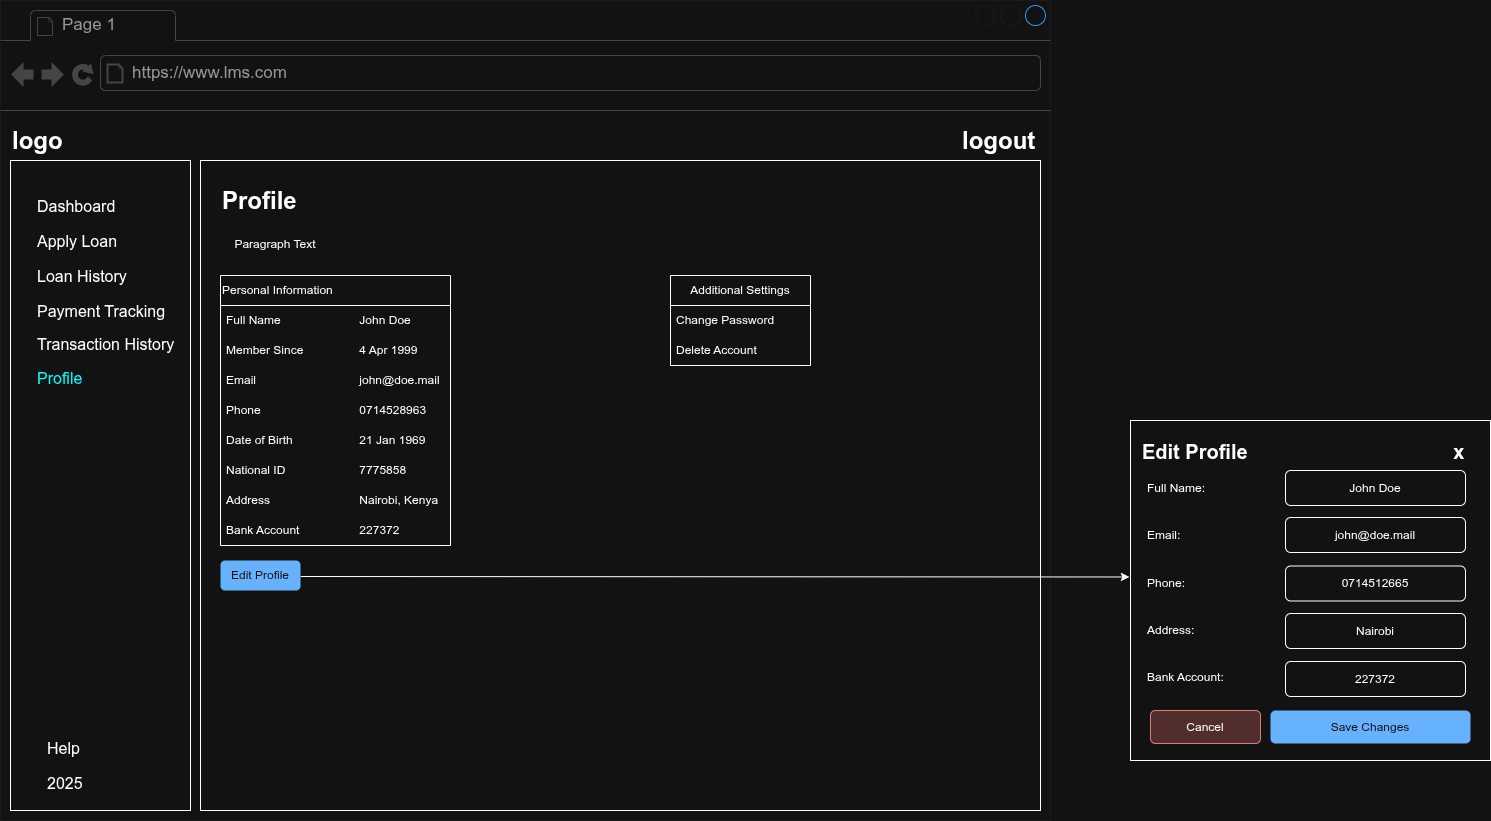 Page 1
https://www.lms.com
logo
logout
Dashboard
Apply Loan
Loan History
Payment Tracking
Transaction History
Profile
Help
2025
Profile
Paragraph Text
Personal Information
Full Name John Doe
Member Since 4 Apr 1999
Email john@doe.mail
Phone 0714528963
Date of Birth 21 Jan 1969
National ID 7775858
Address Nairobi, Kenya
Bank Account 227372
Edit Profile
Additional Settings
Change Password
Delete Account
Edit Profile x
Full Name: John Doe
Email: john@doe.mail
Phone: 0714512665
Address: Nairobi
Bank Account: 227372
Cancel Save Changes